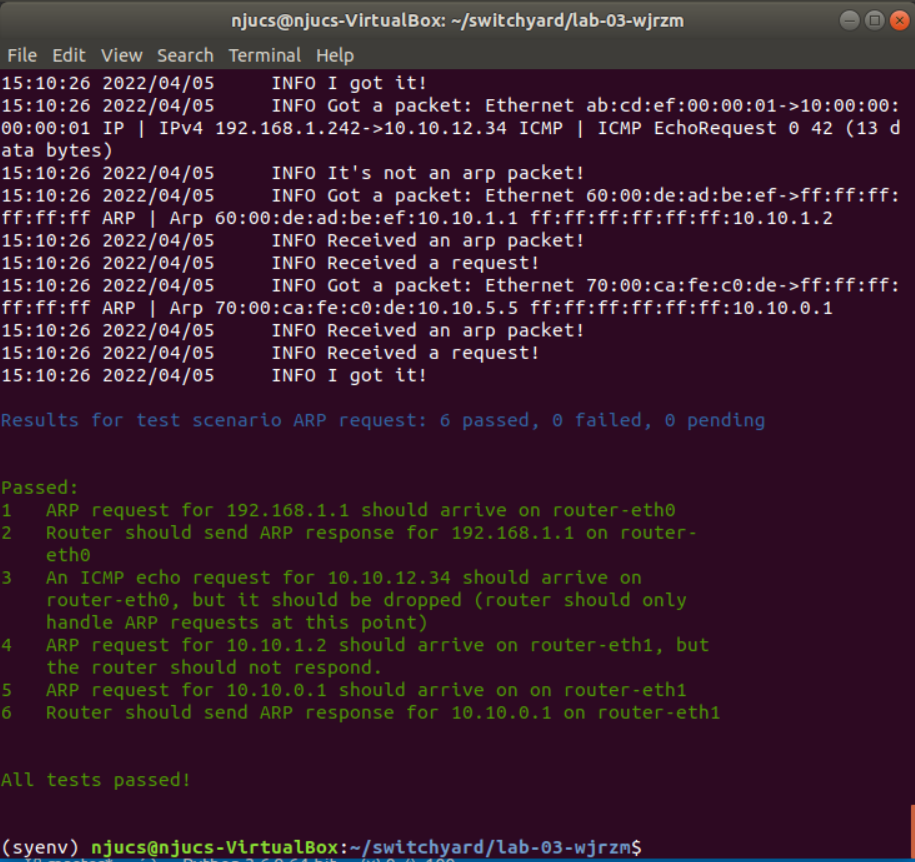 njucs@njucs-VirtualBox: ~/switchyard/lab-03-wjrzm
File Edit View Search Terminal Help
15:10:26 2022/04/05     INFO I got it!
15:10:26 2022/04/05     INFO Got a packet: Ethernet ab:cd:ef:00:00:01->10:00:00:
00:00:01 IP | IPv4 192.168.1.242->10.10.12.34 ICMP | ICMP EchoRequest 0 42 (13 d
ata bytes)
15:10:26 2022/04/05     INFO It's not an arp packet!
15:10:26 2022/04/05     INFO Got a packet: Ethernet 60:00:de:ad:be:ef->ff:ff:ff:
ff:ff:ff ARP | Arp 60:00:de:ad:be:ef:10.10.1.1 ff:ff:ff:ff:ff:ff:10.10.1.2
15:10:26 2022/04/05     INFO Received an arp packet!
15:10:26 2022/04/05     INFO Received a request!
15:10:26 2022/04/05     INFO Got a packet: Ethernet 70:00:ca:fe:c0:de->ff:ff:ff:
ff:ff:ff ARP | Arp 70:00:ca:fe:c0:de:10.10.5.5 ff:ff:ff:ff:ff:ff:10.10.0.1
15:10:26 2022/04/05     INFO Received an arp packet!
15:10:26 2022/04/05     INFO Received a request!
15:10:26 2022/04/05     INFO I got it!
Results for test scenario ARP request: 6 passed, 0 failed, 0 pending
Passed:
1   ARP request for 192.168.1.1 should arrive on router-eth0
2   Router should send ARP response for 192.168.1.1 on router-
    eth0
3   An ICMP echo request for 10.10.12.34 should arrive on
    router-eth0, but it should be dropped (router should only
    handle ARP requests at this point)
4   ARP request for 10.10.1.2 should arrive on router-eth1, but
    the router should not respond.
5   ARP request for 10.10.0.1 should arrive on on router-eth1
6   Router should send ARP response for 10.10.0.1 on router-eth1
All tests passed!
(syenv) njucs@njucs-VirtualBox:~/switchyard/lab-03-wjrzm$